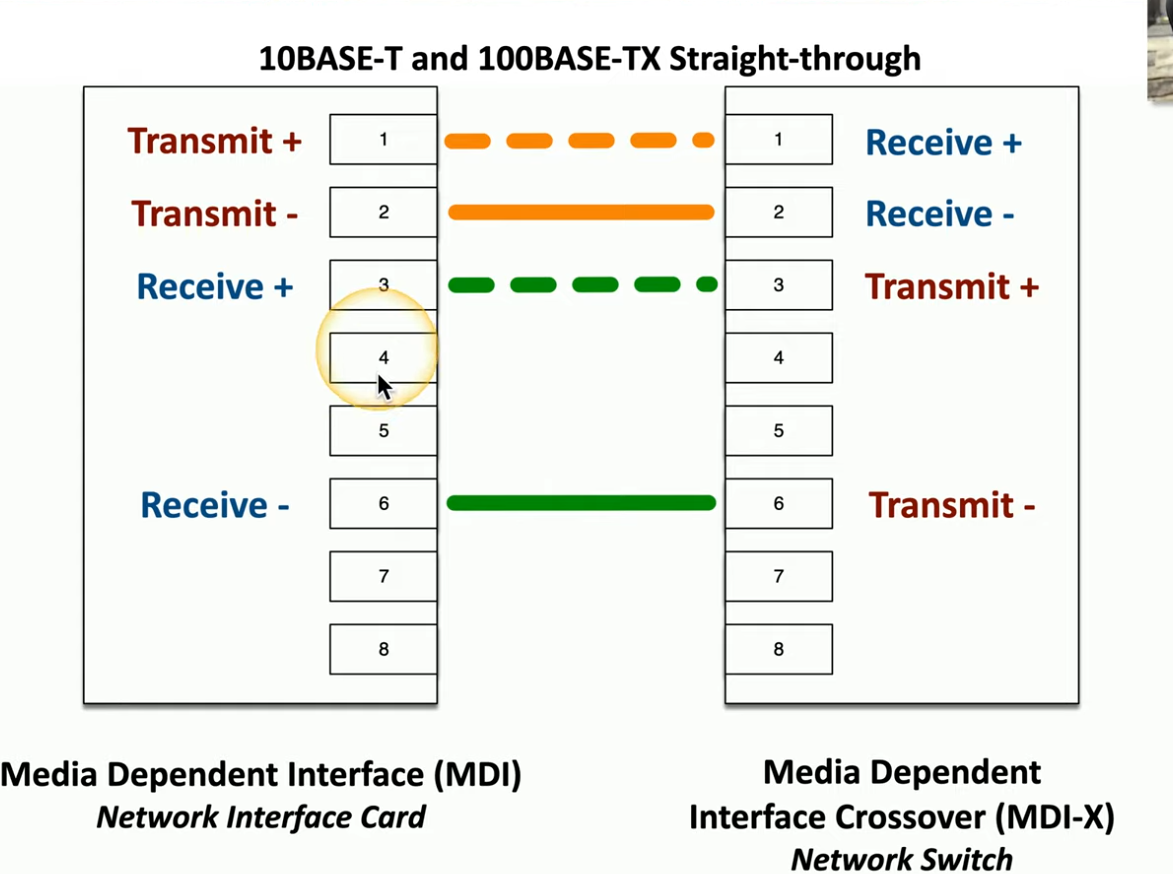 10BASE-T and 100BASE-TX Straight-through
Transmit + 1 1 Receive +
Transmit - 2 2 Receive -
Receive + 3 3 Transmit +
4 4
5 5
Receive - 6 6 Transmit -
7 7
8 8
Media Dependent Interface (MDI)
Network Interface Card
Media Dependent
Interface Crossover (MDI-X)
Network Switch